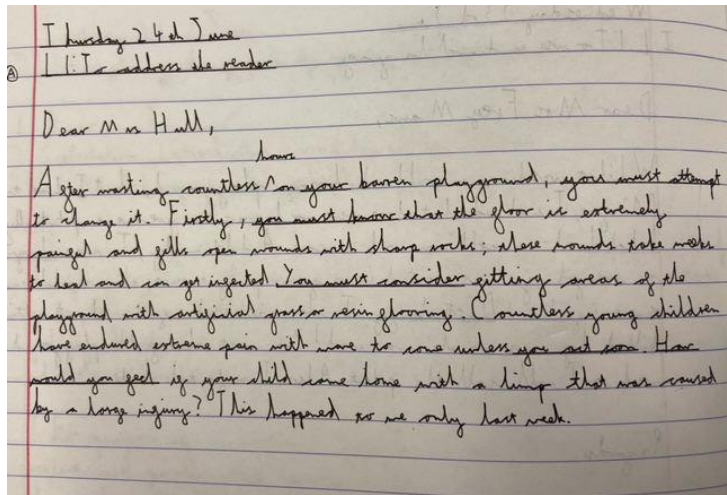 Thursday 24th June
A LI: To address the reader
Dear Mrs Hull,
hours
After wasting countless ^ on your barren playground, you must attempt
to change it. Firstly, you must know that the floor is extremely
painful and fills open wounds with sharp rocks; these wounds take weeks
to heal and can get infected. You must consider fitting areas of the
playground with artificial grass or resin flooring. Countless young children
have endured extreme pain with more to come unless you act soon. How
would you feel if your child came home with a limp that was caused
by a large injury? This happened to me only last week.